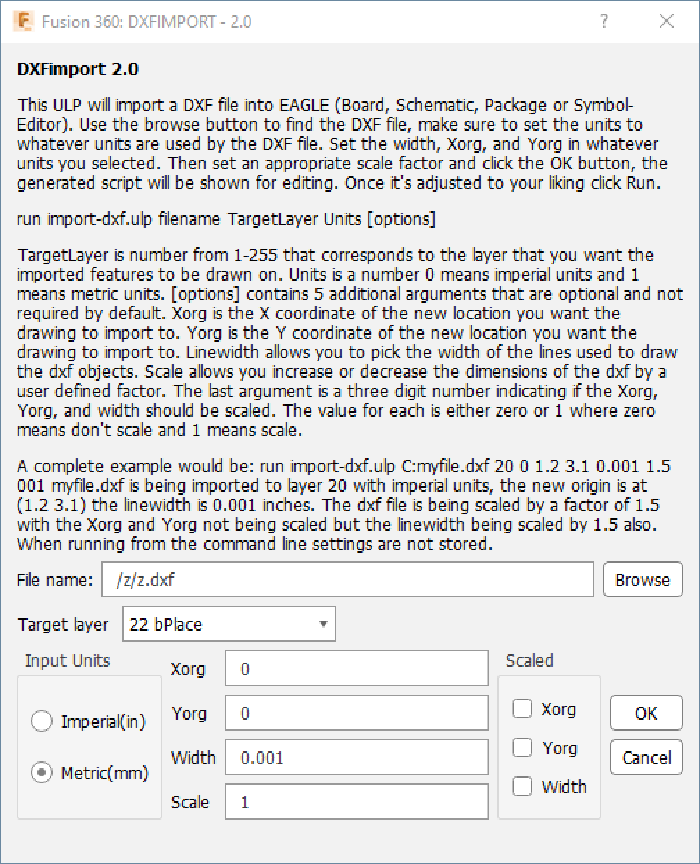 Fusion 360: DXFIMPORT - 2.0
DXFimport 2.0
This ULP will import a DXF file into EAGLE (Board, Schematic, Package or Symbol-
Editor). Use the browse button to find the DXF file, make sure to set the units to
whatever units are used by the DXF file. Set the width, Xorg, and Yorg in whatever
units you selected. Then set an appropriate scale factor and click the OK button, the
generated script will be shown for editing. Once it's adjusted to your liking click Run.
run import-dxf.ulp filename TargetLayer Units [options]
TargetLayer is number from 1-255 that corresponds to the layer that you want the
imported features to be drawn on. Units is a number 0 means imperial units and 1
means metric units. [options] contains 5 additional arguments that are optional and not
required by default. Xorg is the X coordinate of the new location you want the
drawing to import to. Yorg is the Y coordinate of the new location you want the
drawing to import to. Linewidth allows you to pick the width of the lines used to draw
the dxf objects. Scale allows you increase or decrease the dimensions of the dxf by a
user defined factor. The last argument is a three digit number indicating if the Xorg,
Yorg, and width should be scaled. The value for each is either zero or 1 where zero
means don't scale and 1 means scale.
A complete example would be: run import-dxf.ulp C:myfile.dxf 20 0 1.2 3.1 0.001 1.5
001 myfile.dxf is being imported to layer 20 with imperial units, the new origin is at
(1.2 3.1) the linewidth is 0.001 inches. The dxf file is being scaled by a factor of 1.5
with the Xorg and Yorg not being scaled but the linewidth being scaled by 1.5 also.
When running from the command line settings are not stored.
File name: /z/z.dxf Browse
Target layer 22 bPlace
Input Units
Imperial(in)
Metric(mm)
Xorg 0
Yorg 0
Width 0.001
Scale 1
Scaled
Xorg
Yorg
Width
OK
Cancel